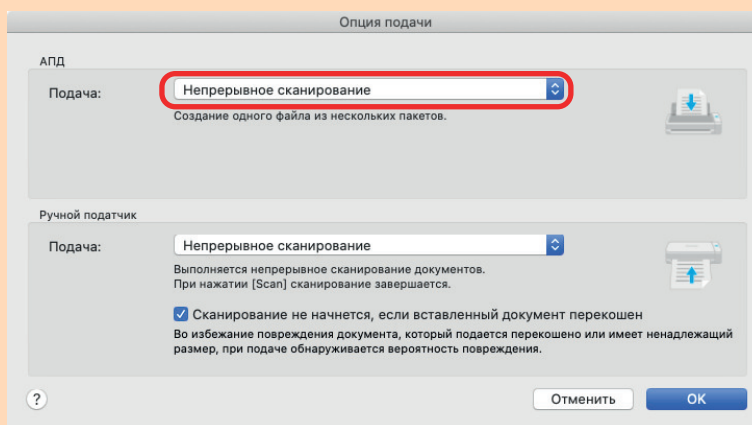 Опция подачи
АПД
Подача:
Непрерывное сканирование
Создание одного файла из нескольких пакетов.
Ручной податчик
Подача:
Непрерывное сканирование
Выполняется непрерывное сканирование документов.
При нажатии [Scan] сканирование завершается.
Сканирование не начнется, если вставленный документ перекошен
Во избежание повреждения документа, который подается перекошено или имеет ненадлежащий
размер, при подаче обнаруживается вероятность повреждения.
?
Отменить
OK